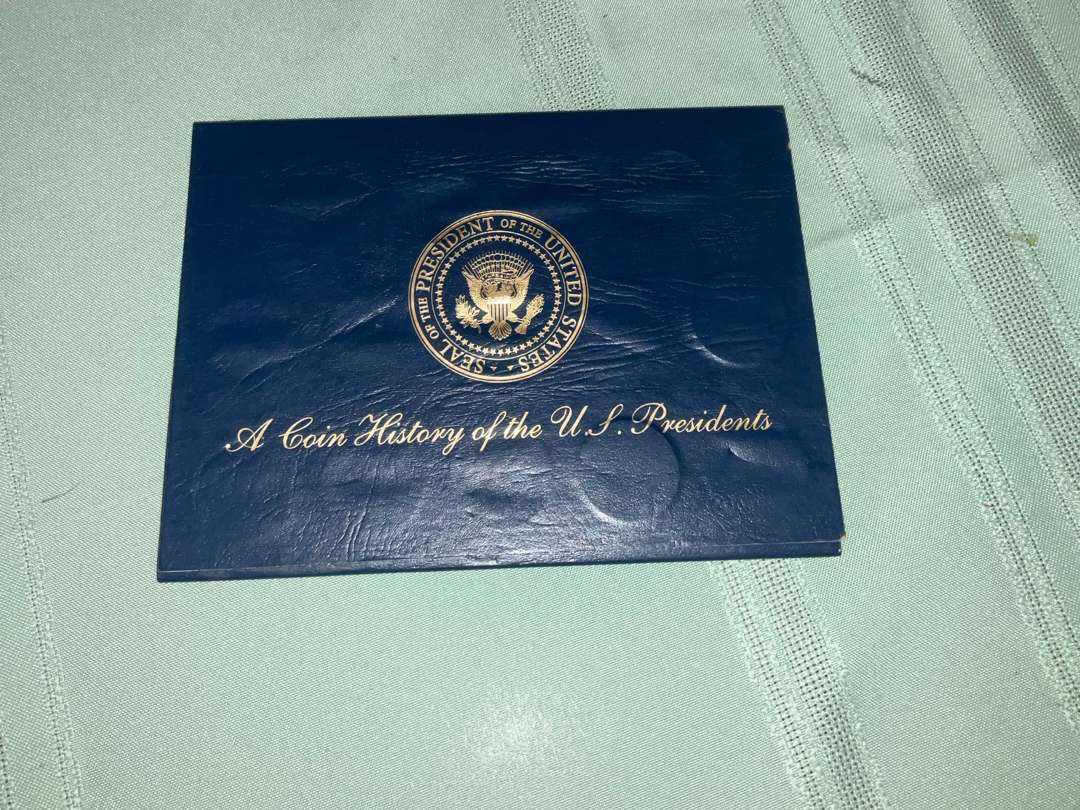 SEAL OF THE PRESIDENT OF THE UNITED STATES
A Coin History of the U.S. Presidents